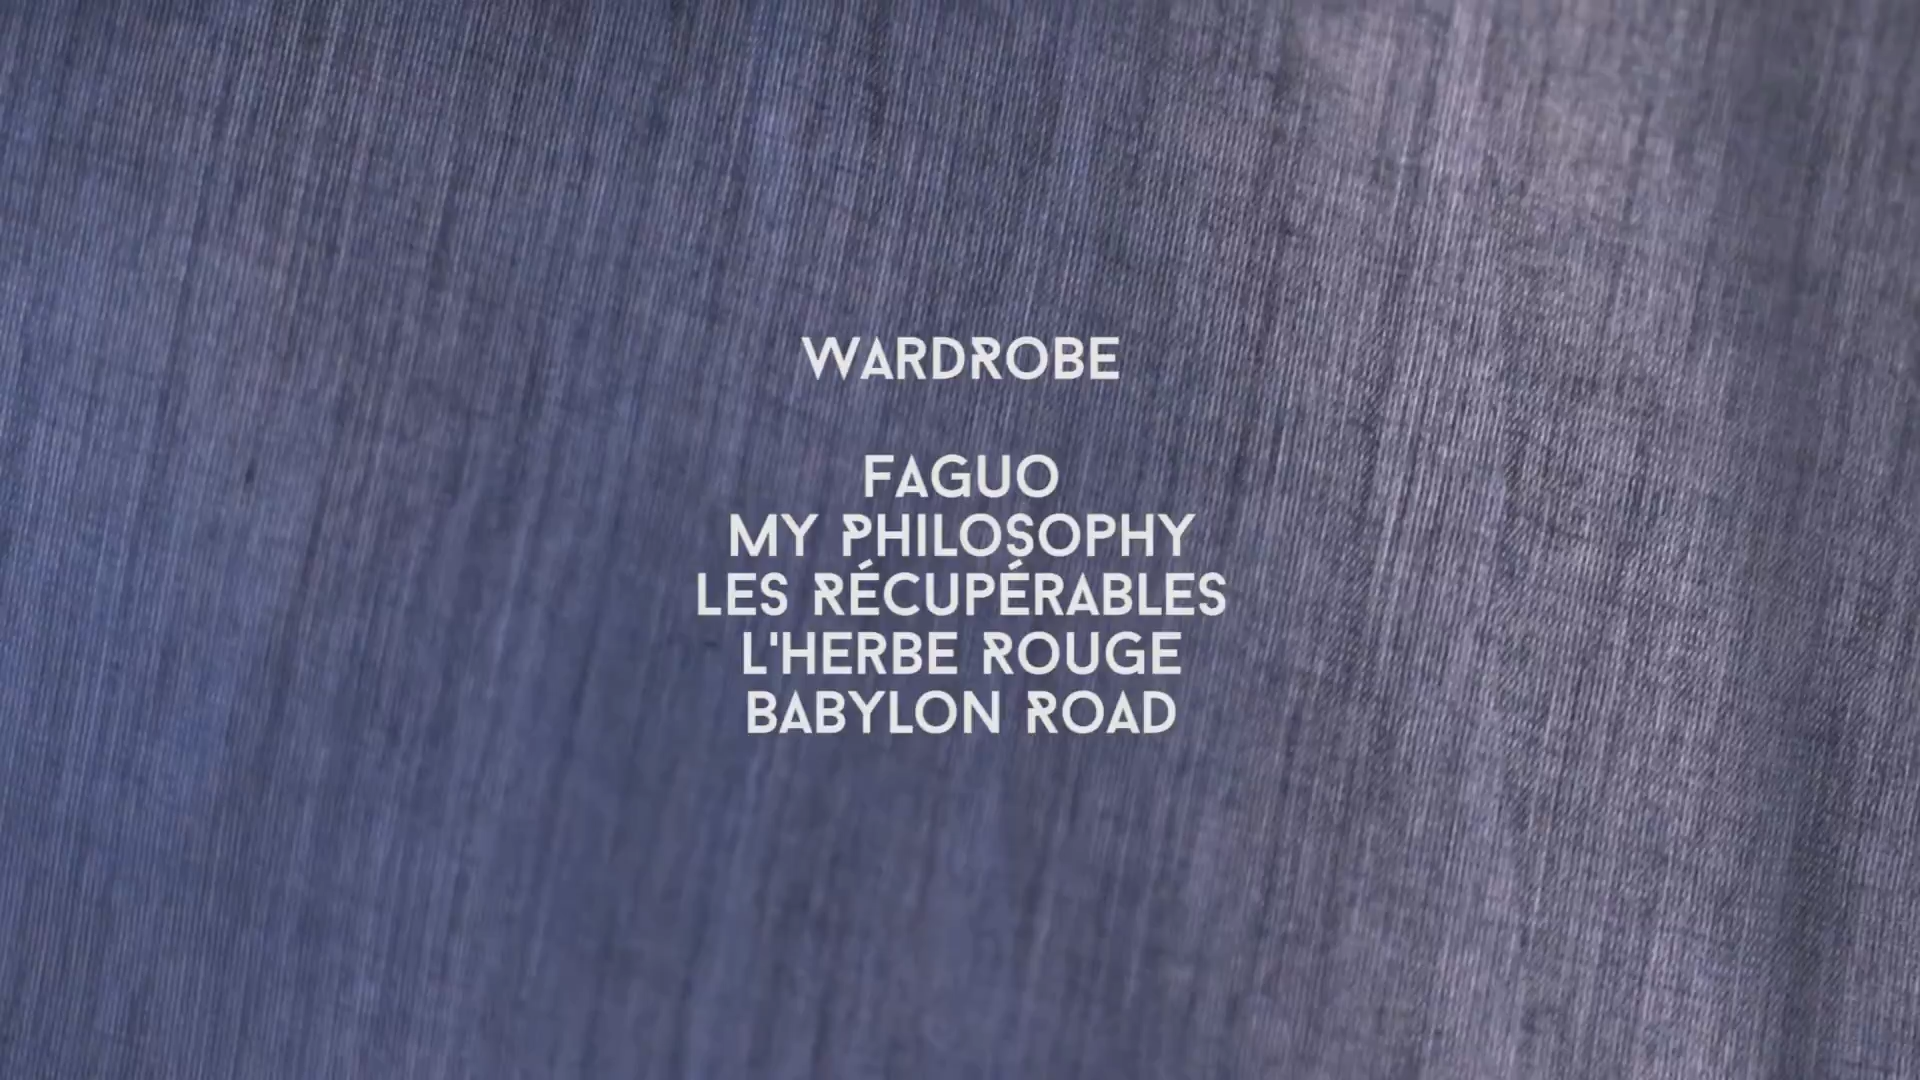 WARDROBE
FAGUO
MY PHILOSOPHY
LES RÉCUPÉRABLES
L'HERBE ROUGE
BABYLON ROAD